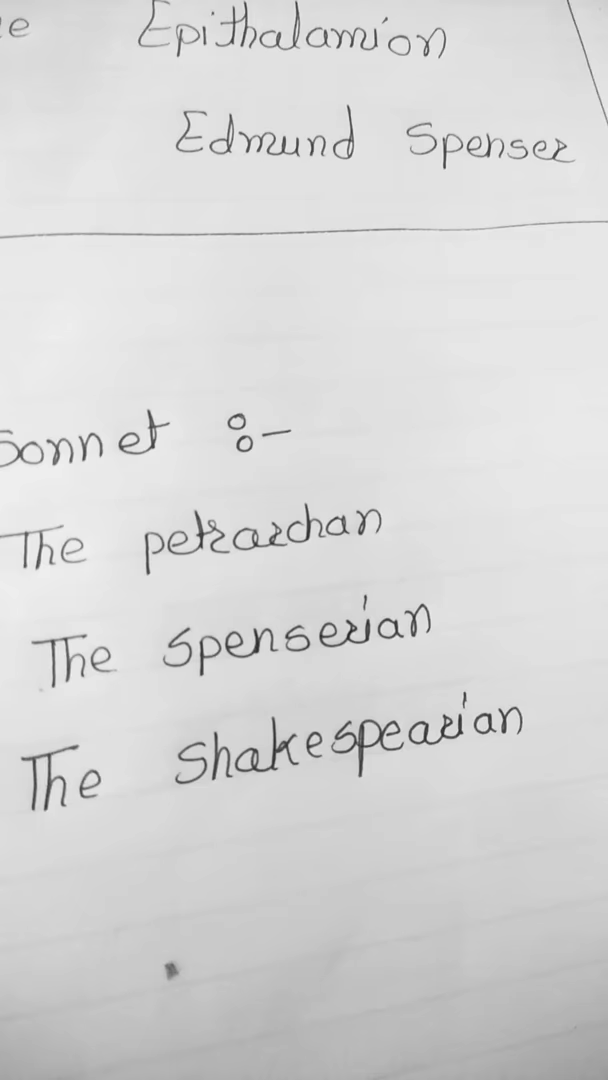 e Epithalamion
Edmund Spenser
Sonnet :-
The petrarchan
The Spenserian
The Shakespearian